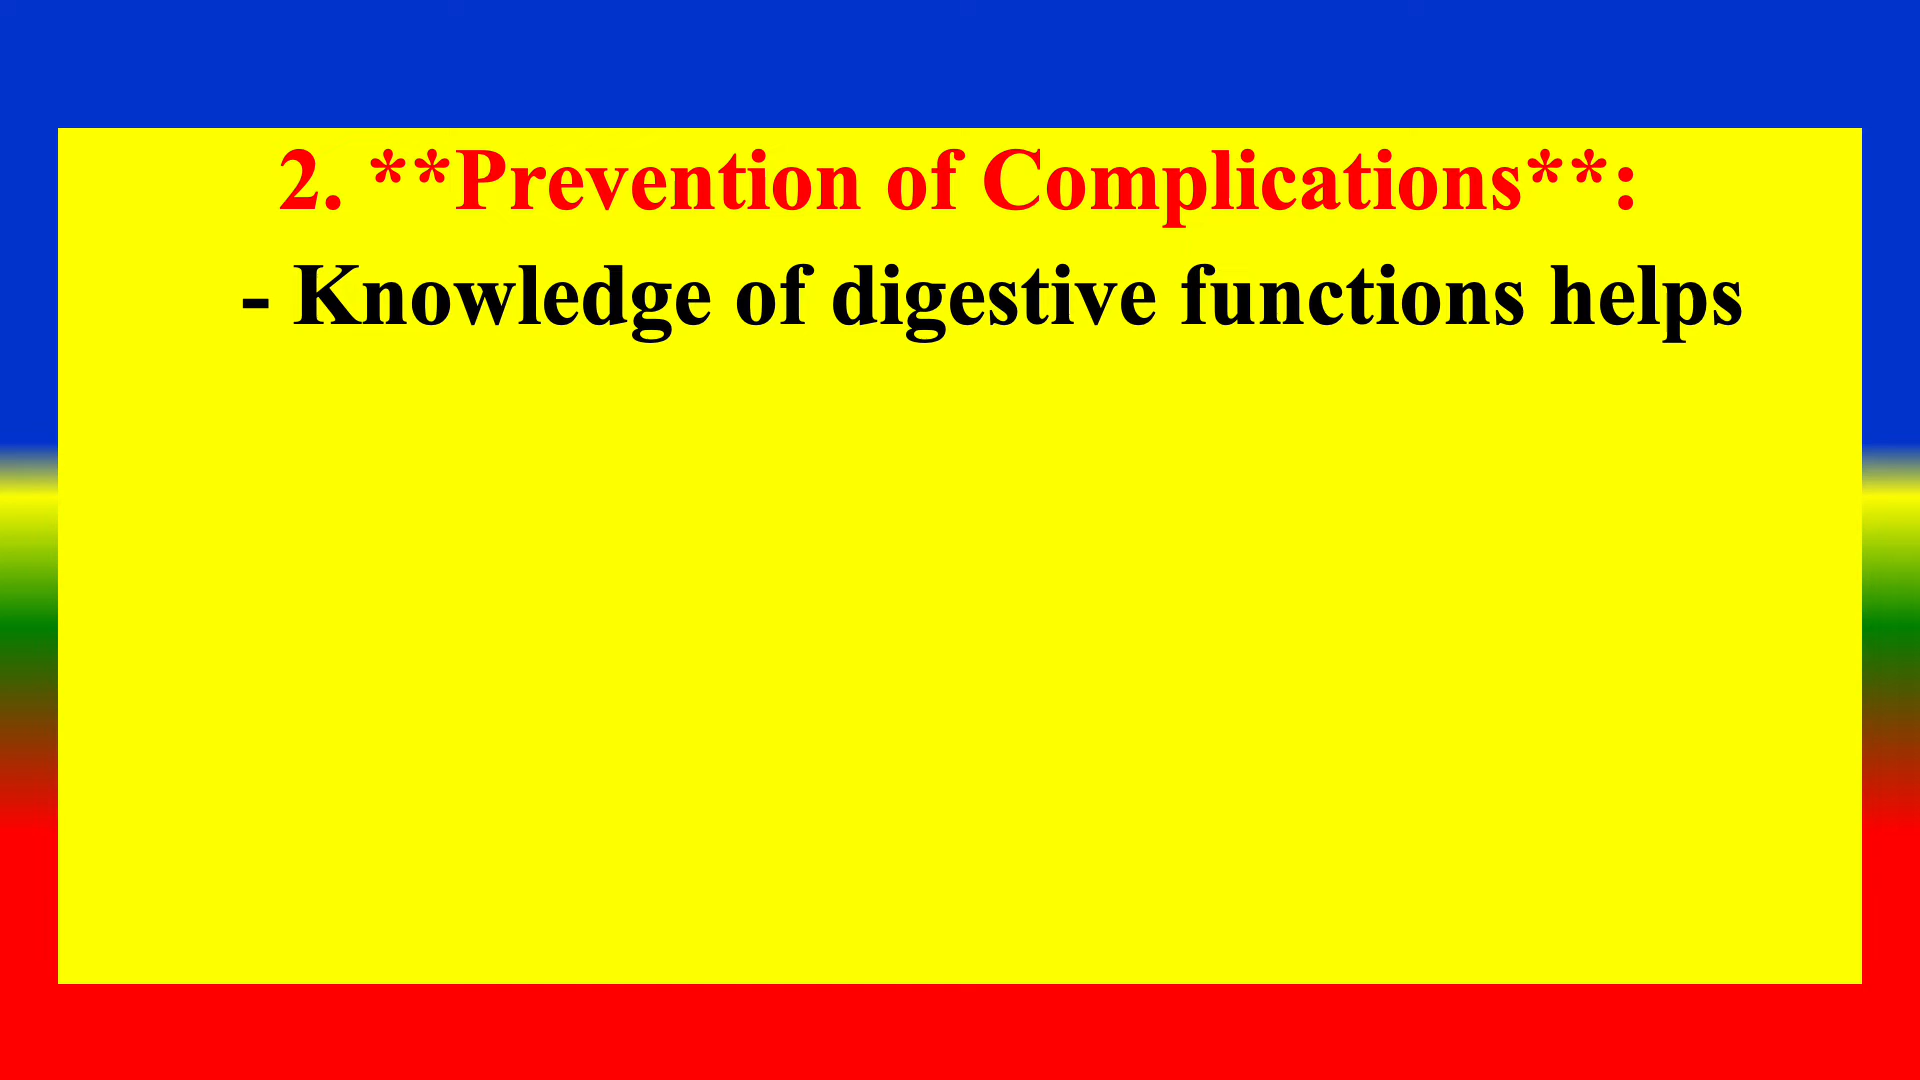 2. **Prevention of Complications**:
- Knowledge of digestive functions helps